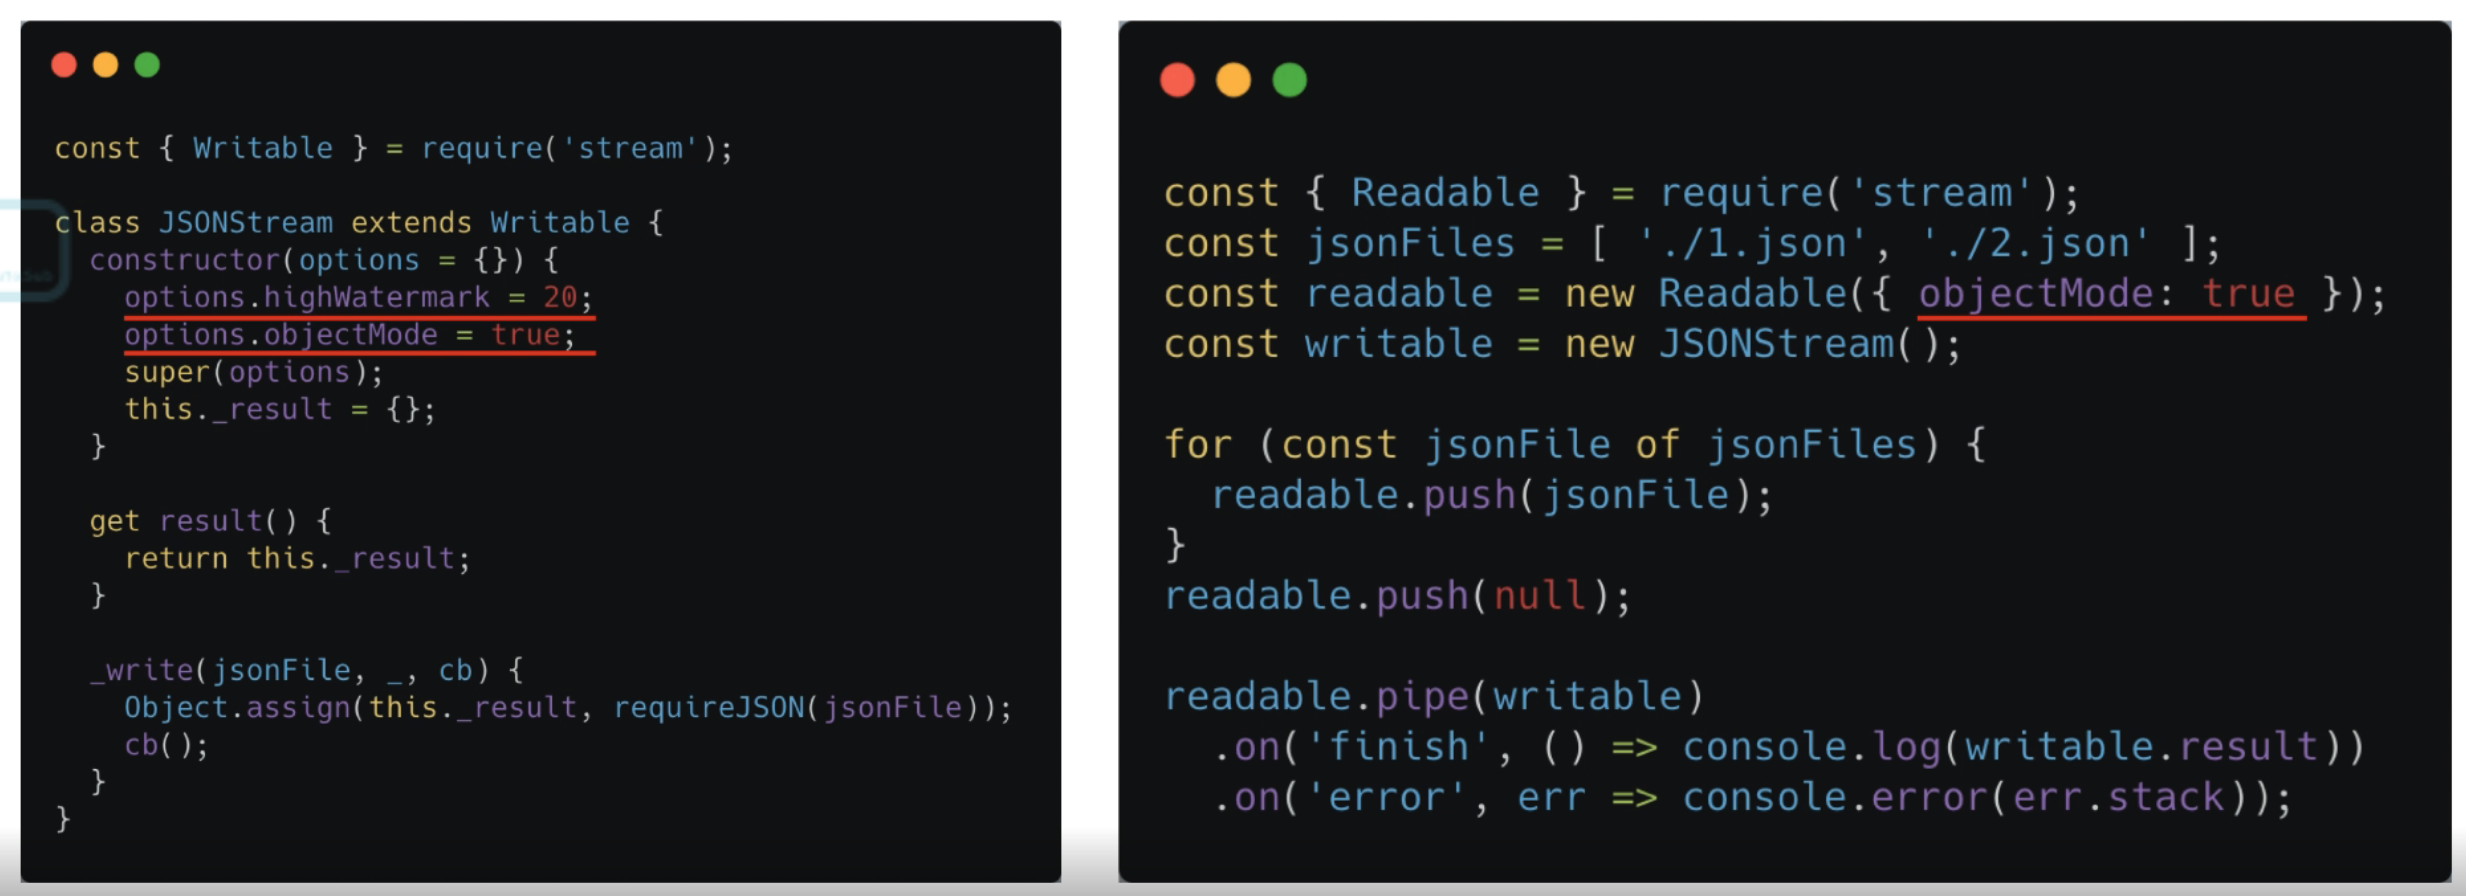 const { Writable } = require('stream');
class JSONStream extends Writable {
constructor(options = {}) {
options.highWatermark = 20;
options.objectMode = true;
super(options);
this._result = {};
}
get result() {
return this._result;
}
_write(jsonFile, _, cb) {
Object.assign(this._result, requireJSON(jsonFile));
cb();
}
}
const { Readable } = require('stream');
const jsonFiles = [ './1.json', './2.json' ];
const readable = new Readable({ objectMode: true });
const writable = new JSONStream();
for (const jsonFile of jsonFiles) {
readable.push(jsonFile);
}
readable.push(null);
readable.pipe(writable)
.on('finish', () => console.log(writable.result))
.on('error', err => console.error(err.stack));